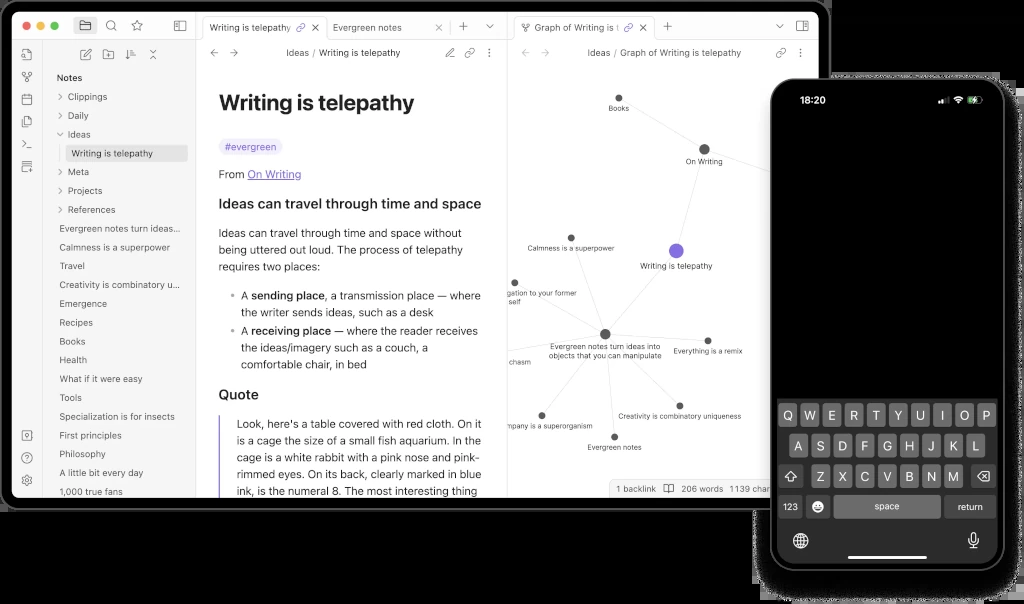 Writing is telepathy
Evergreen notes
Graph of Writing is t
Ideas / Writing is telepathy
Ideas / Graph of Writing is telepathy
Notes
Clippings
Daily
Ideas
Writing is telepathy
Meta
Projects
References
Evergreen notes turn ideas...
Calmness is a superpower
Travel
Creativity is combinatory u...
Emergence
Recipes
Books
Health
What if it were easy
Tools
Specialization is for insects
First principles
Philosophy
A little bit every day
1,000 true fans
Writing is telepathy
#evergreen
From On Writing
Ideas can travel through time and space
Ideas can travel through time and space without
being uttered out loud. The process of telepathy
requires two places:
• A sending place, a transmission place — where
the writer sends ideas, such as a desk
• A receiving place — where the reader receives
the ideas/imagery such as a couch, a
comfortable chair, in bed
Quote
Look, here's a table covered with red cloth. On it
is a cage the size of a small fish aquarium. In the
cage is a white rabbit with a pink nose and pink-
rimmed eyes. On its back, clearly marked in blue
ink, is the numeral 8. The most interesting thing
Books
On Writing
Calmness is a superpower
Writing is telepathy
gation to your former
self
Evergreen notes turn ideas into
objects that you can manipulate
Everything is a remix
chasm
Creativity is combinatory uniqueness
mpany is a superorganism
Evergreen notes
1 backlink
206 words
1139 char
18:20
Q W E R T Y U I O P
A S D F G H J K L
Z X C V B N M
123
space
return